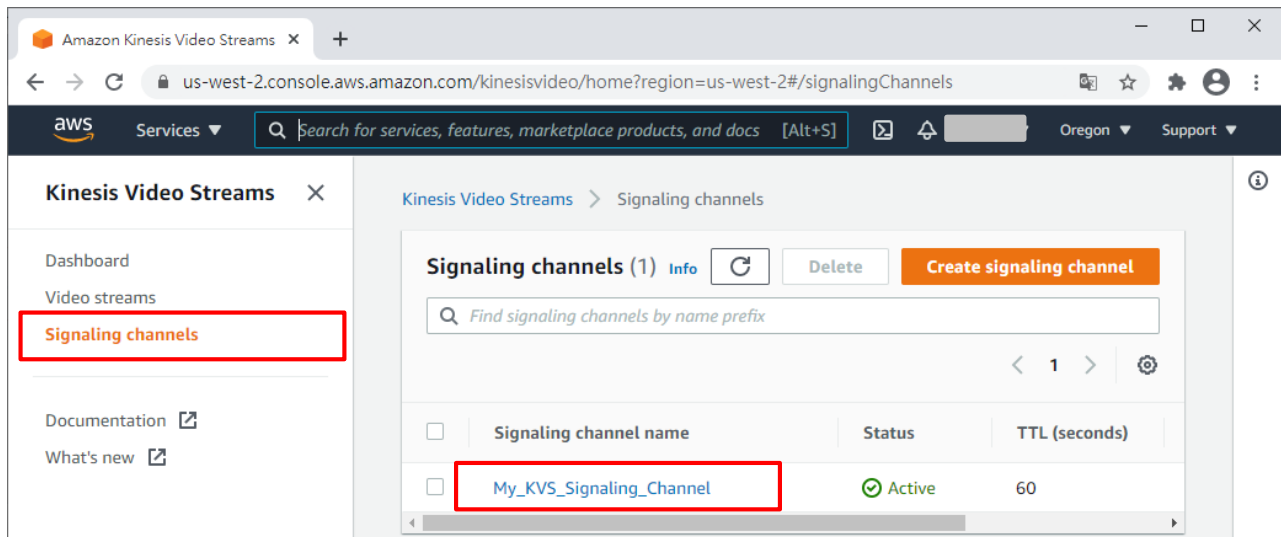 Amazon Kinesis Video Streams
us-west-2.console.aws.amazon.com/kinesisvideo/home?region=us-west-2#/signalingChannels
aws Services Search for services, features, marketplace products, and docs [Alt+S] Oregon Support
Kinesis Video Streams
Dashboard
Video streams
Signaling channels
Documentation
What's new
Kinesis Video Streams > Signaling channels
Signaling channels (1) Info Delete Create signaling channel
Find signaling channels by name prefix
< 1 >
Signaling channel name Status TTL (seconds)
My_KVS_Signaling_Channel Active 60